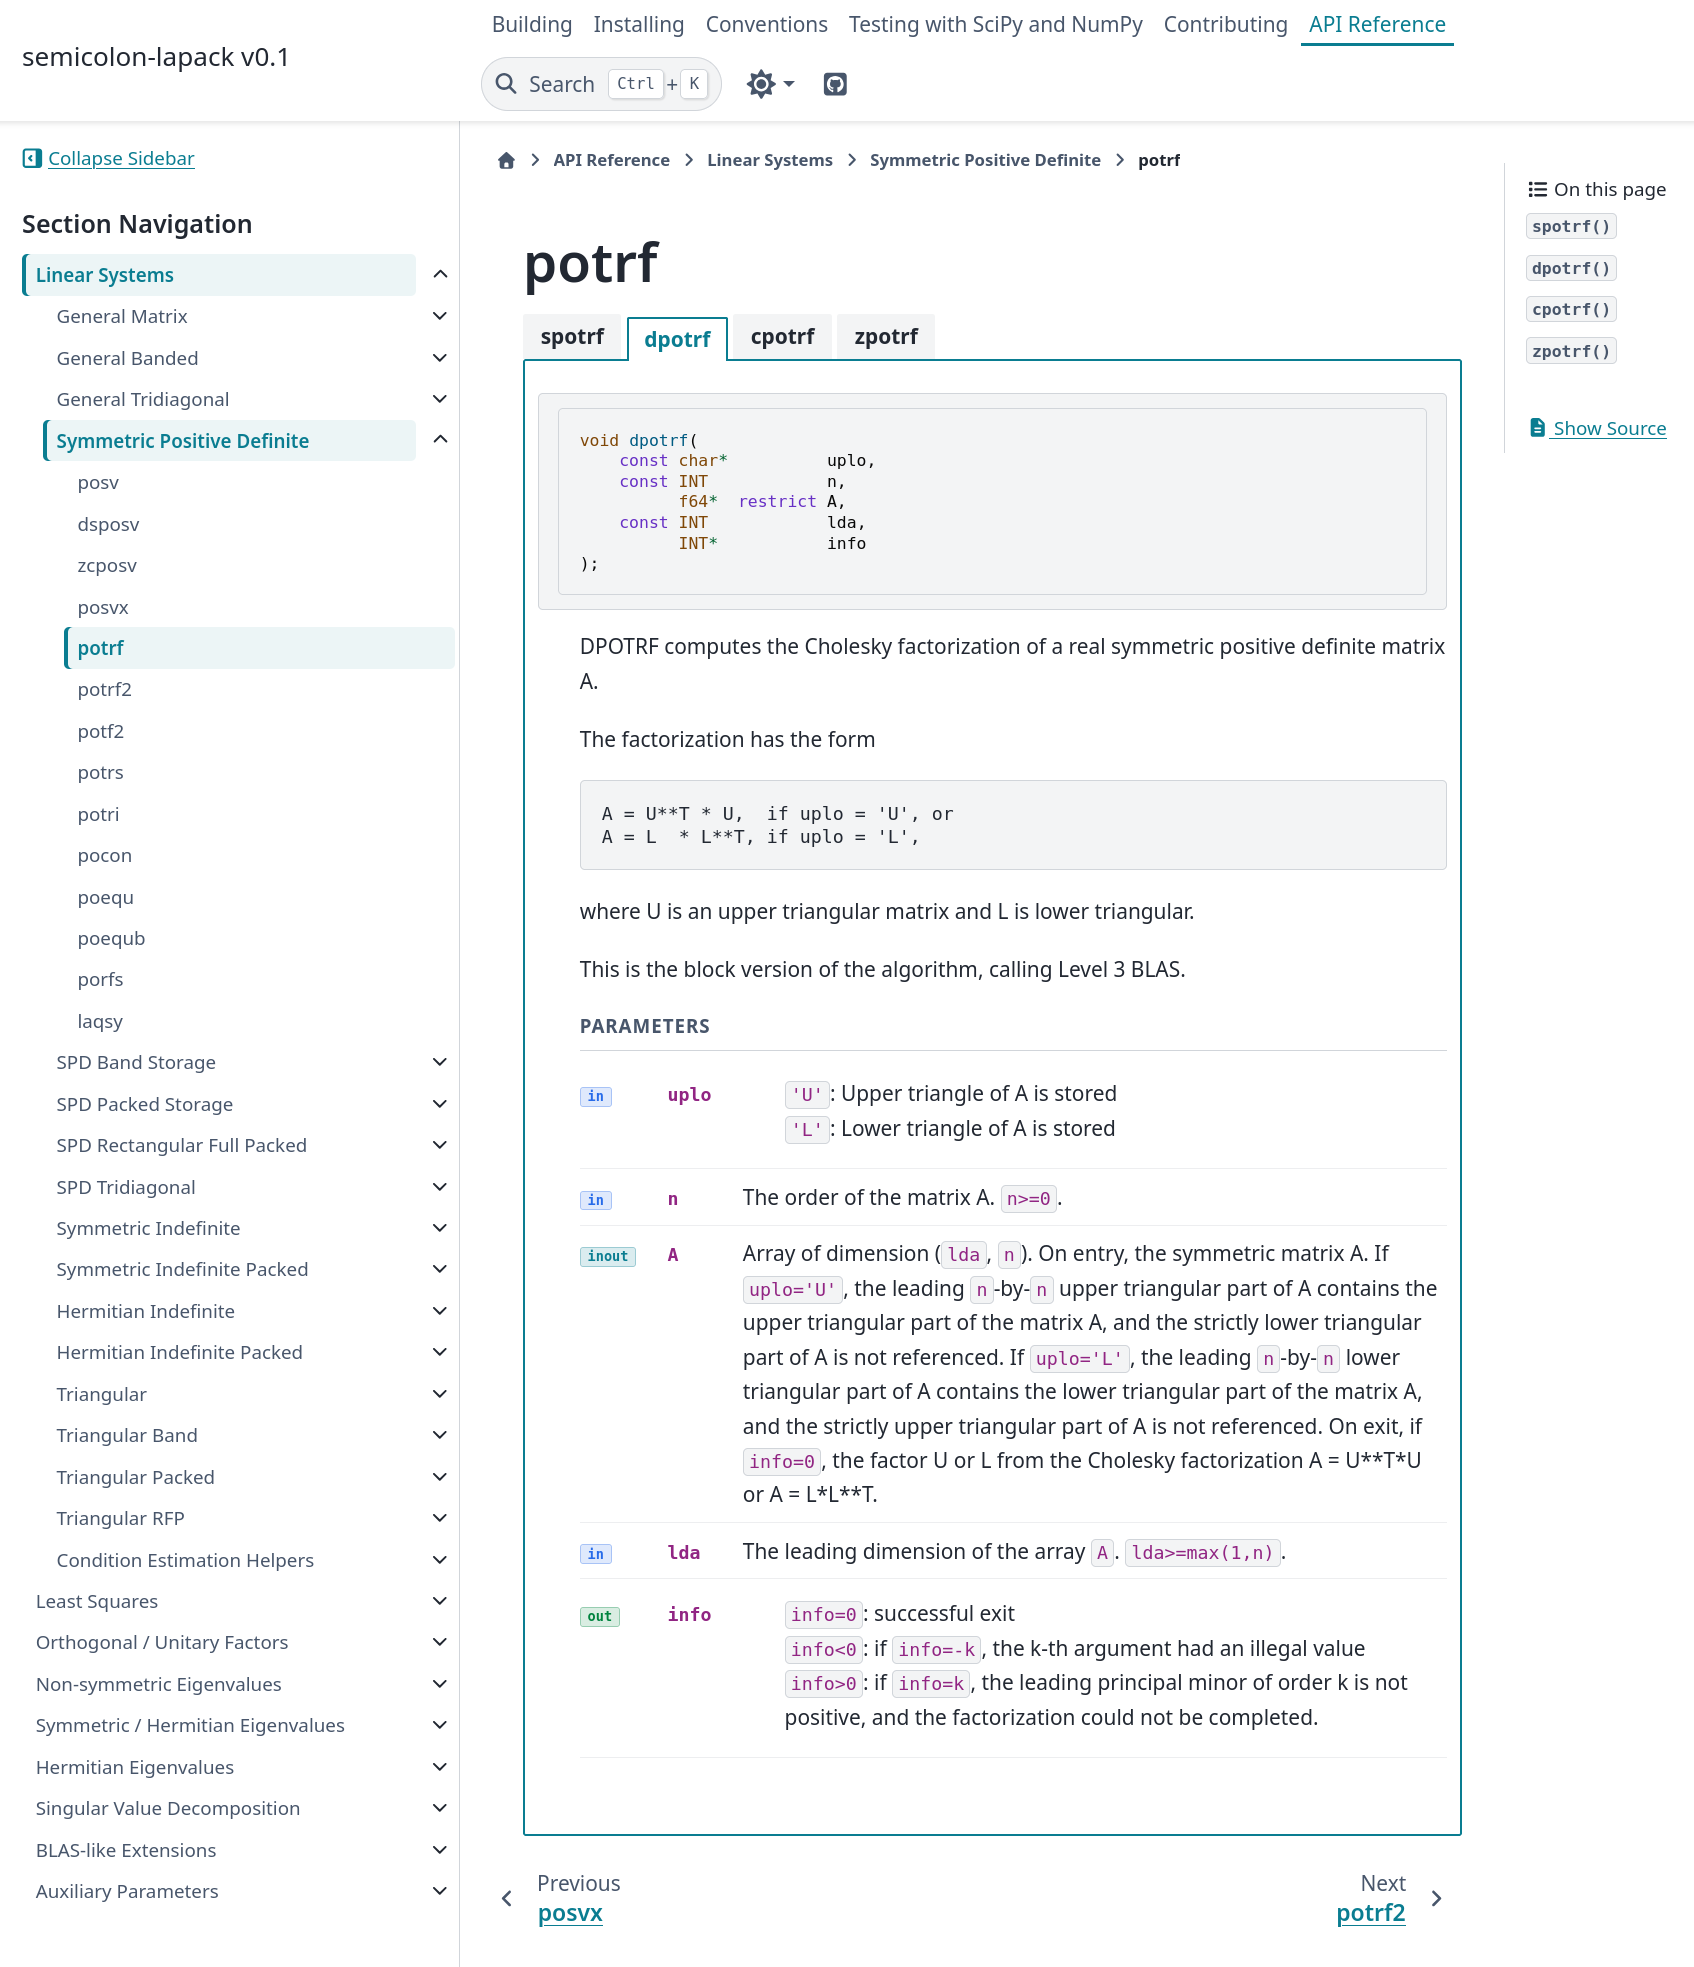 semicolon-lapack v0.1
Building Installing Conventions Testing with SciPy and NumPy Contributing API Reference
Search Ctrl + K
Collapse Sidebar
Section Navigation
Linear Systems
General Matrix
General Banded
General Tridiagonal
Symmetric Positive Definite
posv
dsposv
zcposv
posvx
potrf
potrf2
potf2
potrs
potri
pocon
poequ
poequb
porfs
laqsy
SPD Band Storage
SPD Packed Storage
SPD Rectangular Full Packed
SPD Tridiagonal
Symmetric Indefinite
Symmetric Indefinite Packed
Hermitian Indefinite
Hermitian Indefinite Packed
Triangular
Triangular Band
Triangular Packed
Triangular RFP
Condition Estimation Helpers
Least Squares
Orthogonal / Unitary Factors
Non-symmetric Eigenvalues
Symmetric / Hermitian Eigenvalues
Hermitian Eigenvalues
Singular Value Decomposition
BLAS-like Extensions
Auxiliary Parameters
API Reference Linear Systems Symmetric Positive Definite potrf
potrf
spotrf dpotrf cpotrf zpotrf
void dpotrf(
    const char*          uplo,
    const INT            n,
          f64*  restrict A,
    const INT            lda,
          INT*           info
);
DPOTRF computes the Cholesky factorization of a real symmetric positive definite matrix
A.
The factorization has the form
A = U**T * U,  if uplo = 'U', or
A = L  * L**T, if uplo = 'L',
where U is an upper triangular matrix and L is lower triangular.
This is the block version of the algorithm, calling Level 3 BLAS.
PARAMETERS
in uplo 'U': Upper triangle of A is stored
'L': Lower triangle of A is stored
in n The order of the matrix A. n>=0.
inout A Array of dimension (lda, n). On entry, the symmetric matrix A. If
uplo='U', the leading n-by-n upper triangular part of A contains the
upper triangular part of the matrix A, and the strictly lower triangular
part of A is not referenced. If uplo='L', the leading n-by-n lower
triangular part of A contains the lower triangular part of the matrix A,
and the strictly upper triangular part of A is not referenced. On exit, if
info=0, the factor U or L from the Cholesky factorization A = U**T*U
or A = L*L**T.
in lda The leading dimension of the array A. lda>=max(1,n).
out info info=0: successful exit
info<0: if info=-k, the k-th argument had an illegal value
info>0: if info=k, the leading principal minor of order k is not
positive, and the factorization could not be completed.
Previous
posvx
Next
potrf2
On this page
spotrf()
dpotrf()
cpotrf()
zpotrf()
Show Source